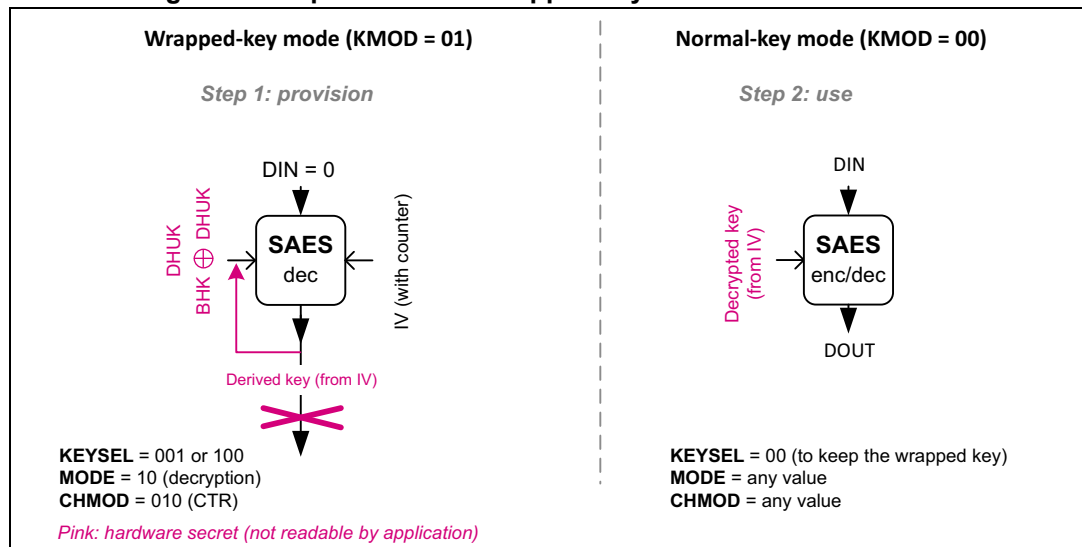 Wrapped-key mode (KMOD = 01)
Step 1: provision
DIN = 0
DHUK
BHK ⊕ DHUK
SAES
dec
IV (with counter)
Derived key (from IV)
KEYSEL = 001 or 100
MODE = 10 (decryption)
CHMOD = 010 (CTR)
Pink: hardware secret (not readable by application)
Normal-key mode (KMOD = 00)
Step 2: use
DIN
Decrypted key
(from IV)
SAES
enc/dec
DOUT
KEYSEL = 00 (to keep the wrapped key)
MODE = any value
CHMOD = any value